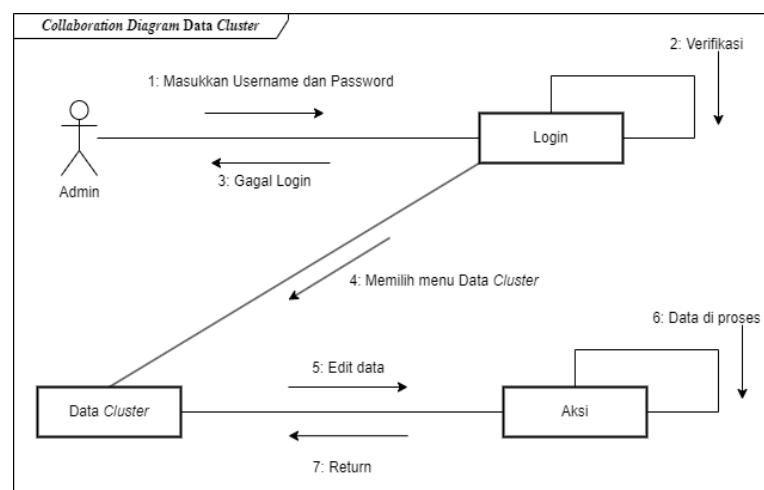 Collaboration Diagram Data Cluster
2: Verifikasi
1: Masukkan Username dan Password
Login
3: Gagal Login
Admin
4: Memilih menu Data Cluster
6: Data di proses
5: Edit data
Data Cluster
Aksi
7: Return